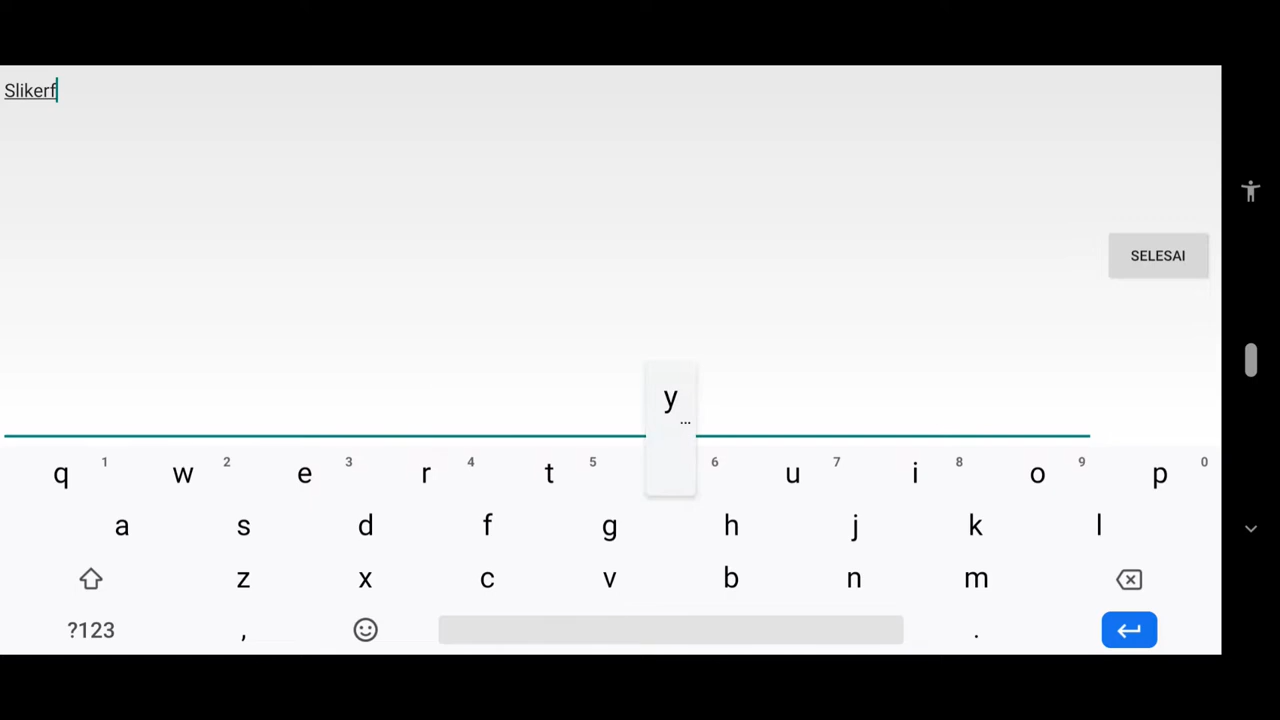 Slikerf
SELESAI
y
...
q 1 w 2 e 3 r 4 t 5 6 u 7 i 8 o 9 p 0
a s d f g h j k l
z x c v b n m
?123 , .